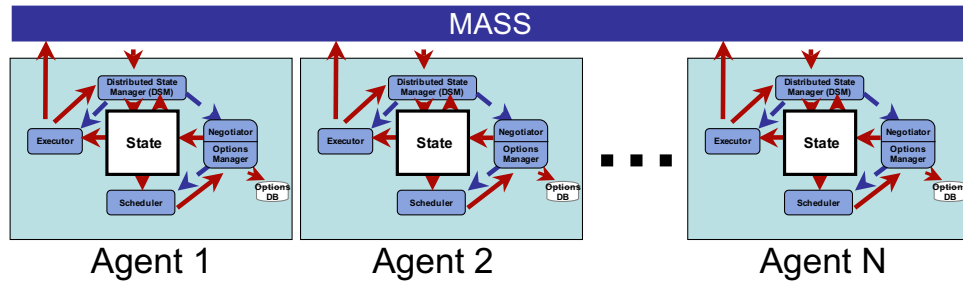 MASS
Distributed State
Manager (DSM)
Executor
State
Negotiator
Options
Manager
Scheduler
Options
DB
Agent 1
Distributed State
Manager (DSM)
Executor
State
Negotiator
Options
Manager
Scheduler
Options
DB
Agent 2
Distributed State
Manager (DSM)
Executor
State
Negotiator
Options
Manager
Scheduler
Options
DB
Agent N